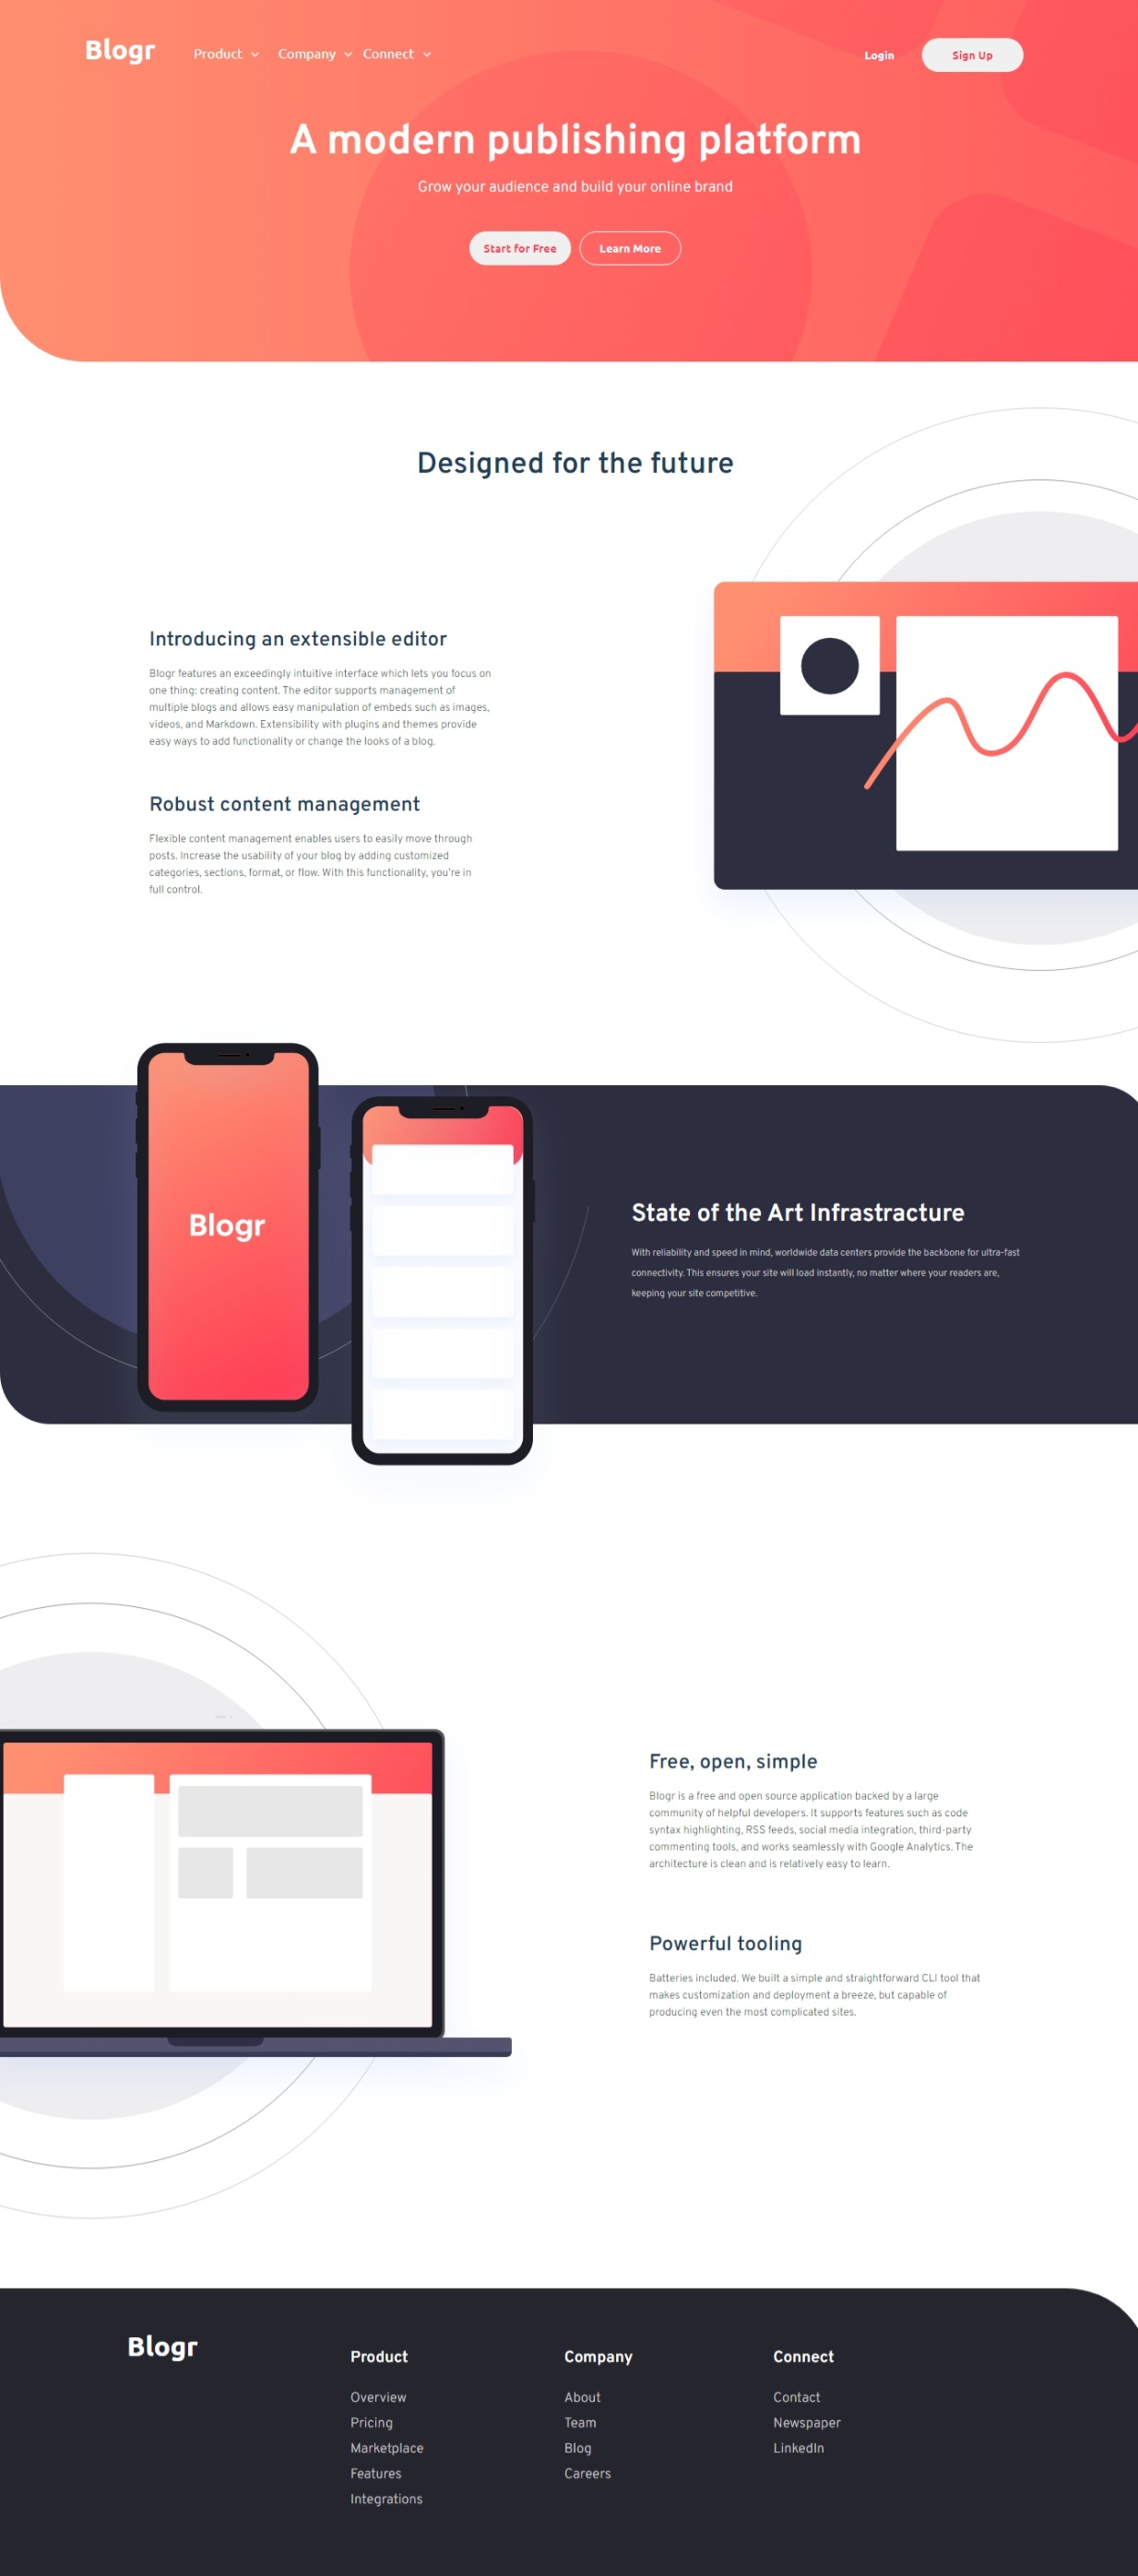 Blogr Product Company Connect Login Sign Up
A modern publishing platform
Grow your audience and build your online brand
Start for Free Learn More
Designed for the future
Introducing an extensible editor
Blogr features an exceedingly intuitive interface which lets you focus on
one thing: creating content. The editor supports management of
multiple blogs and allows easy manipulation of embeds such as images,
videos, and Markdown. Extensibility with plugins and themes provide
easy ways to add functionality or change the looks of a blog.
Robust content management
Flexible content management enables users to easily move through
posts. Increase the usability of your blog by adding customized
categories, sections, format, or flow. With this functionality, you're in
full control.
Blogr
State of the Art Infrastracture
With reliability and speed in mind, worldwide data centers provide the backbone for ultra-fast
connectivity. This ensures your site will load instantly, no matter where your readers are,
keeping your site competitive.
Free, open, simple
Blogr is a free and open source application backed by a large
community of helpful developers. It supports features such as code
syntax highlighting, RSS feeds, social media integration, third-party
commenting tools, and works seamlessly with Google Analytics. The
architecture is clean and is relatively easy to learn.
Powerful tooling
Batteries included. We built a simple and straightforward CLI tool that
makes customization and deployment a breeze, but capable of
producing even the most complicated sites.
Blogr
Product
Overview
Pricing
Marketplace
Features
Integrations
Company
About
Team
Blog
Careers
Connect
Contact
Newspaper
LinkedIn